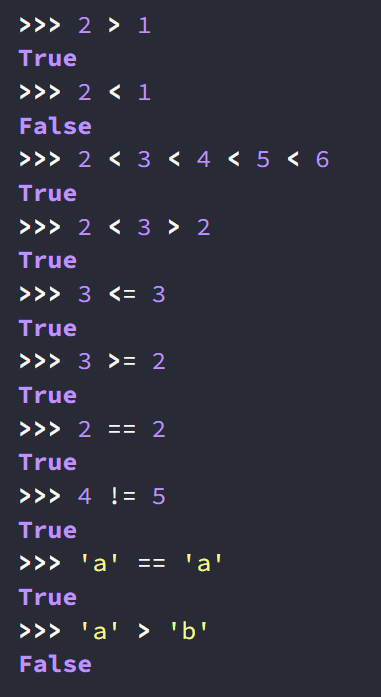 >>> 2 > 1
True
>>> 2 < 1
False
>>> 2 < 3 < 4 < 5 < 6
True
>>> 2 < 3 > 2
True
>>> 3 <= 3
True
>>> 3 >= 2
True
>>> 2 == 2
True
>>> 4 != 5
True
>>> 'a' == 'a'
True
>>> 'a' > 'b'
False